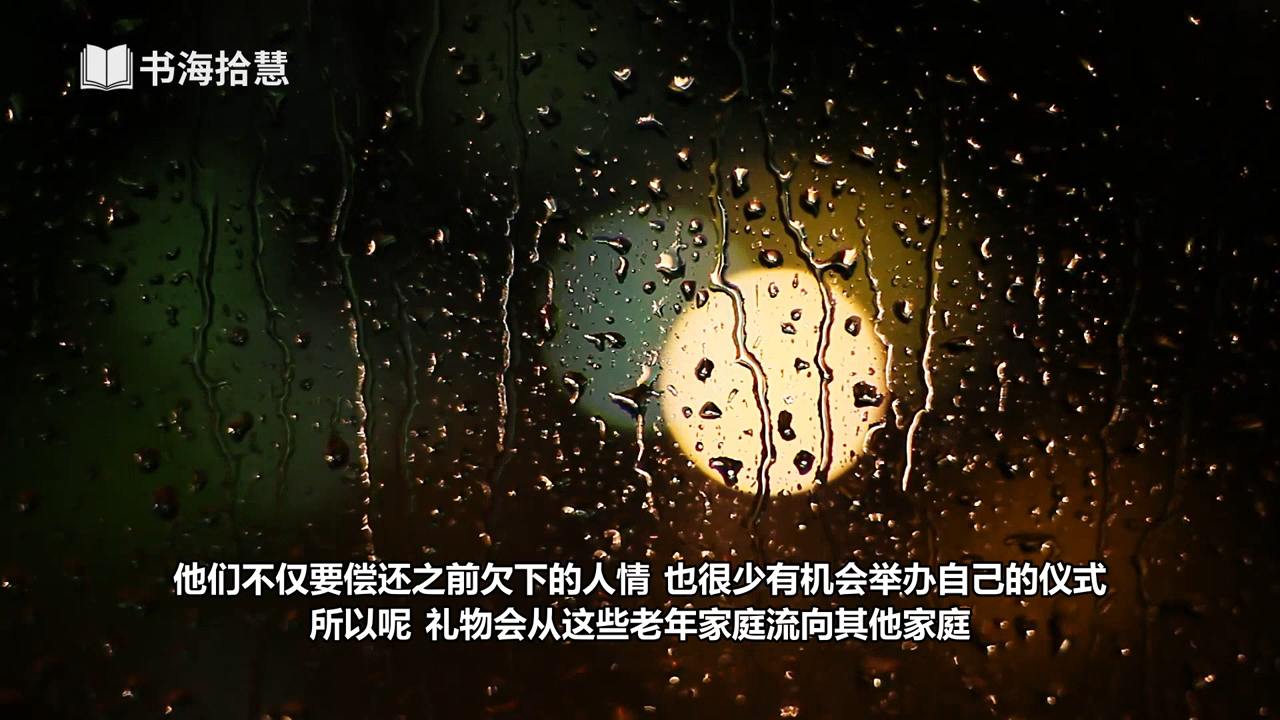 书海拾慧
他们不仅要偿还之前欠下的人情 也很少有机会举办自己的仪式
所以呢 礼物会从这些老年家庭流向其他家庭